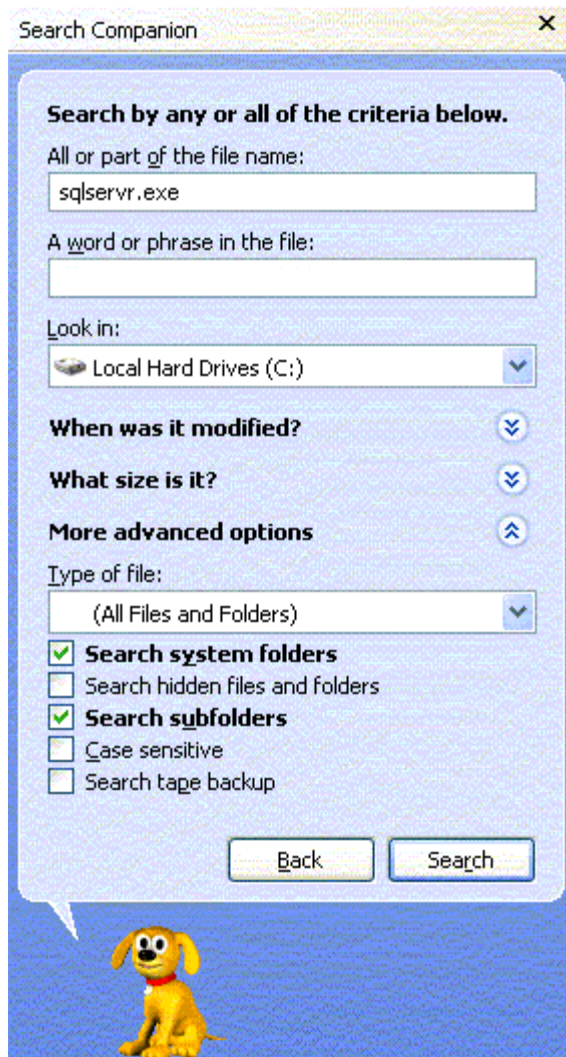 Search Companion
Search by any or all of the criteria below.
All or part of the file name:
sqlservr.exe
A word or phrase in the file:
Look in:
Local Hard Drives (C:)
When was it modified?
What size is it?
More advanced options
Type of file:
(All Files and Folders)
Search system folders
Search hidden files and folders
Search subfolders
Case sensitive
Search tape backup
Back Search